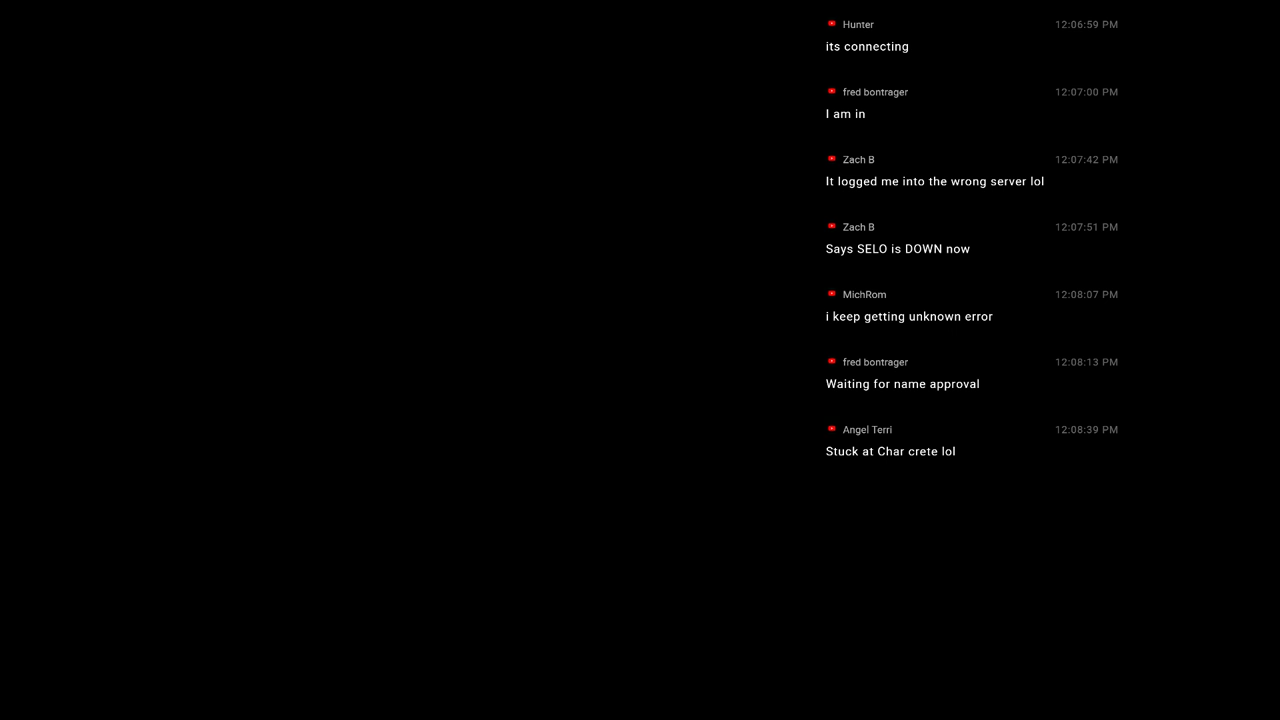 Hunter 12:06:59 PM
its connecting
fred bontrager 12:07:00 PM
I am in
Zach B 12:07:42 PM
It logged me into the wrong server lol
Zach B 12:07:51 PM
Says SELO is DOWN now
MichRom 12:08:07 PM
i keep getting unknown error
fred bontrager 12:08:13 PM
Waiting for name approval
Angel Terri 12:08:39 PM
Stuck at Char crete lol